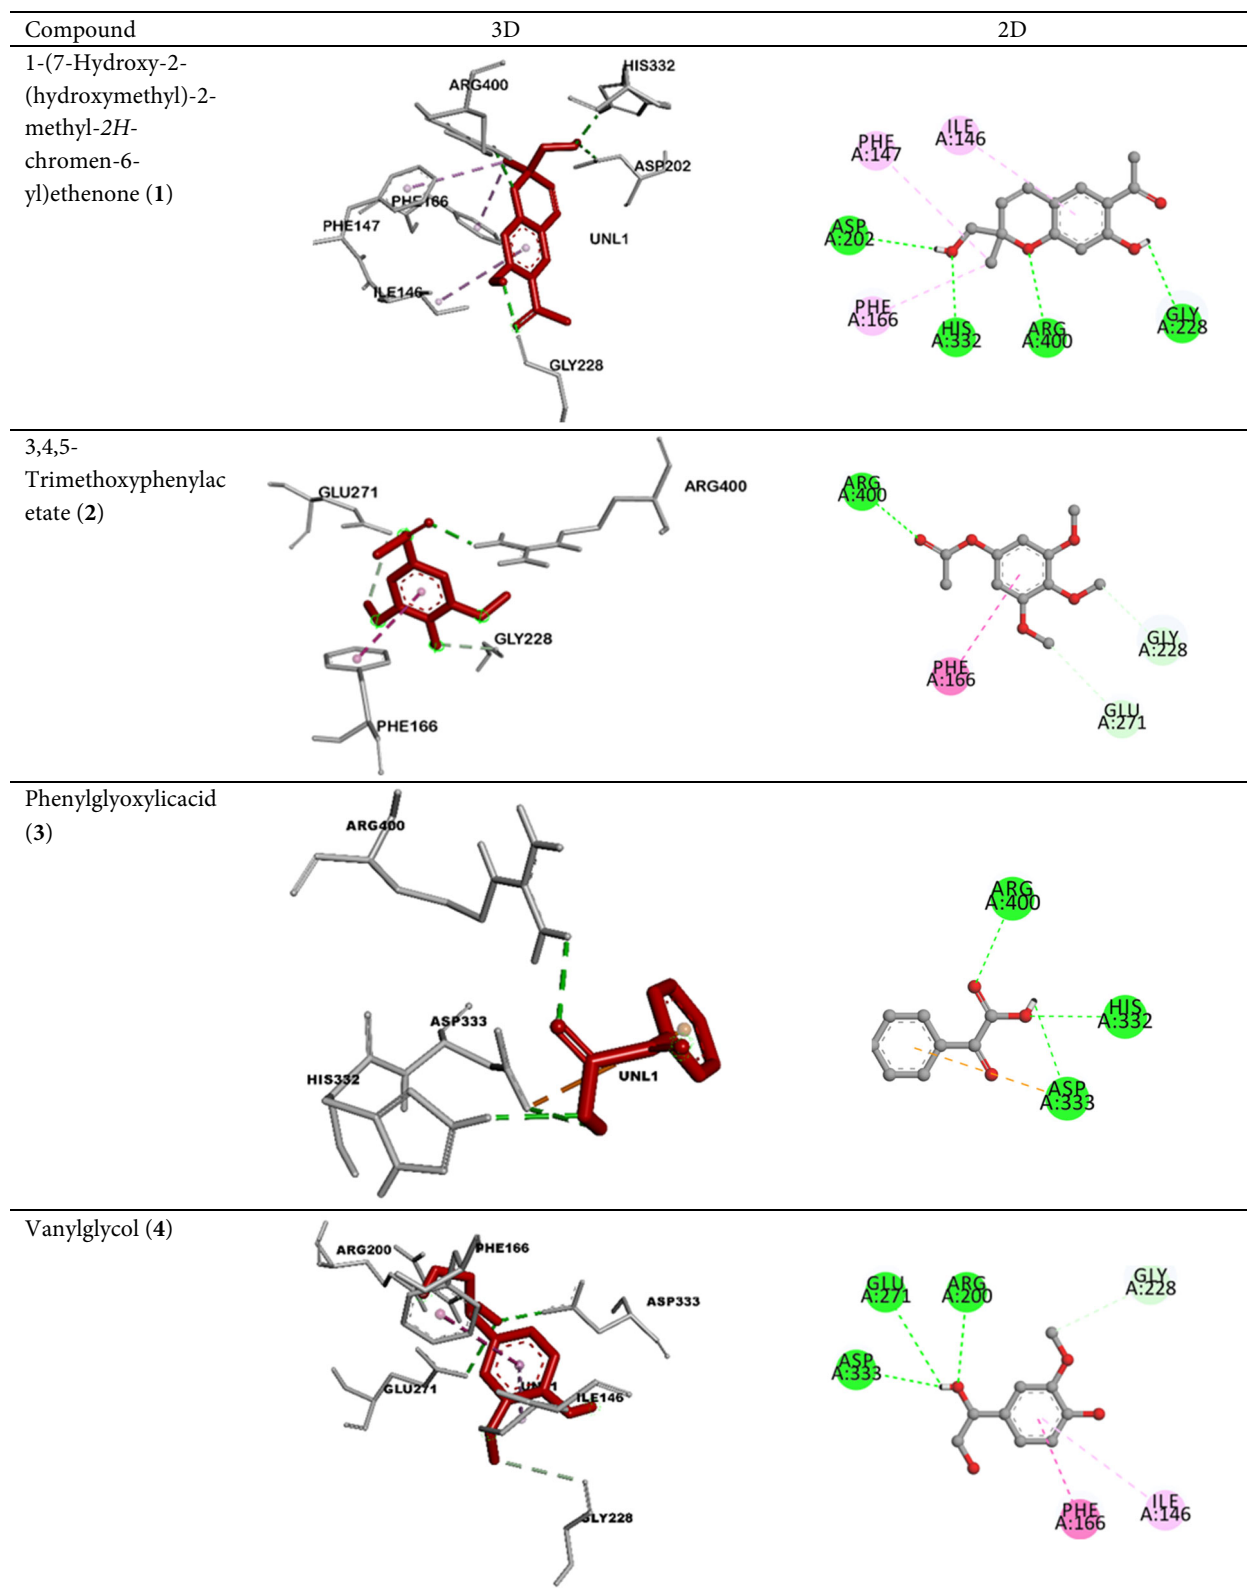 Compound 3D 2D
1-(7-Hydroxy-2-
(hydroxymethyl)-2-
methyl-2H-
chromen-6-
yl)ethenone (1)
ARG400
HIS332
ASP202
PHE166
PHE147
UNL1
ILE146
GLY228
PHE
A:147
ILE
A:146
ASP
A:202
PHE
A:166
HIS
A:332
ARG
A:400
GLY
A:228
3,4,5-
Trimethoxyphenylac
etate (2)
GLU271
ARG400
GLY228
PHE166
ARG
A:400
GLY
A:228
PHE
A:166
GLU
A:271
Phenylglyoxylicacid
(3)
ARG400
ASP333
HIS332
UNL1
ARG
A:400
HIS
A:332
ASP
A:333
Vanylglycol (4)
ARG200
PHE166
ASP333
GLU271
UNL1
ILE146
GLY228
GLU
A:271
ARG
A:200
GLY
A:228
ASP
A:333
PHE
A:166
ILE
A:146